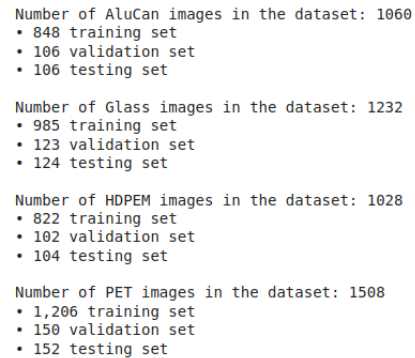 Number of AluCan images in the dataset: 1060
• 848 training set
• 106 validation set
• 106 testing set
Number of Glass images in the dataset: 1232
• 985 training set
• 123 validation set
• 124 testing set
Number of HDPEM images in the dataset: 1028
• 822 training set
• 102 validation set
• 104 testing set
Number of PET images in the dataset: 1508
• 1,206 training set
• 150 validation set
• 152 testing set